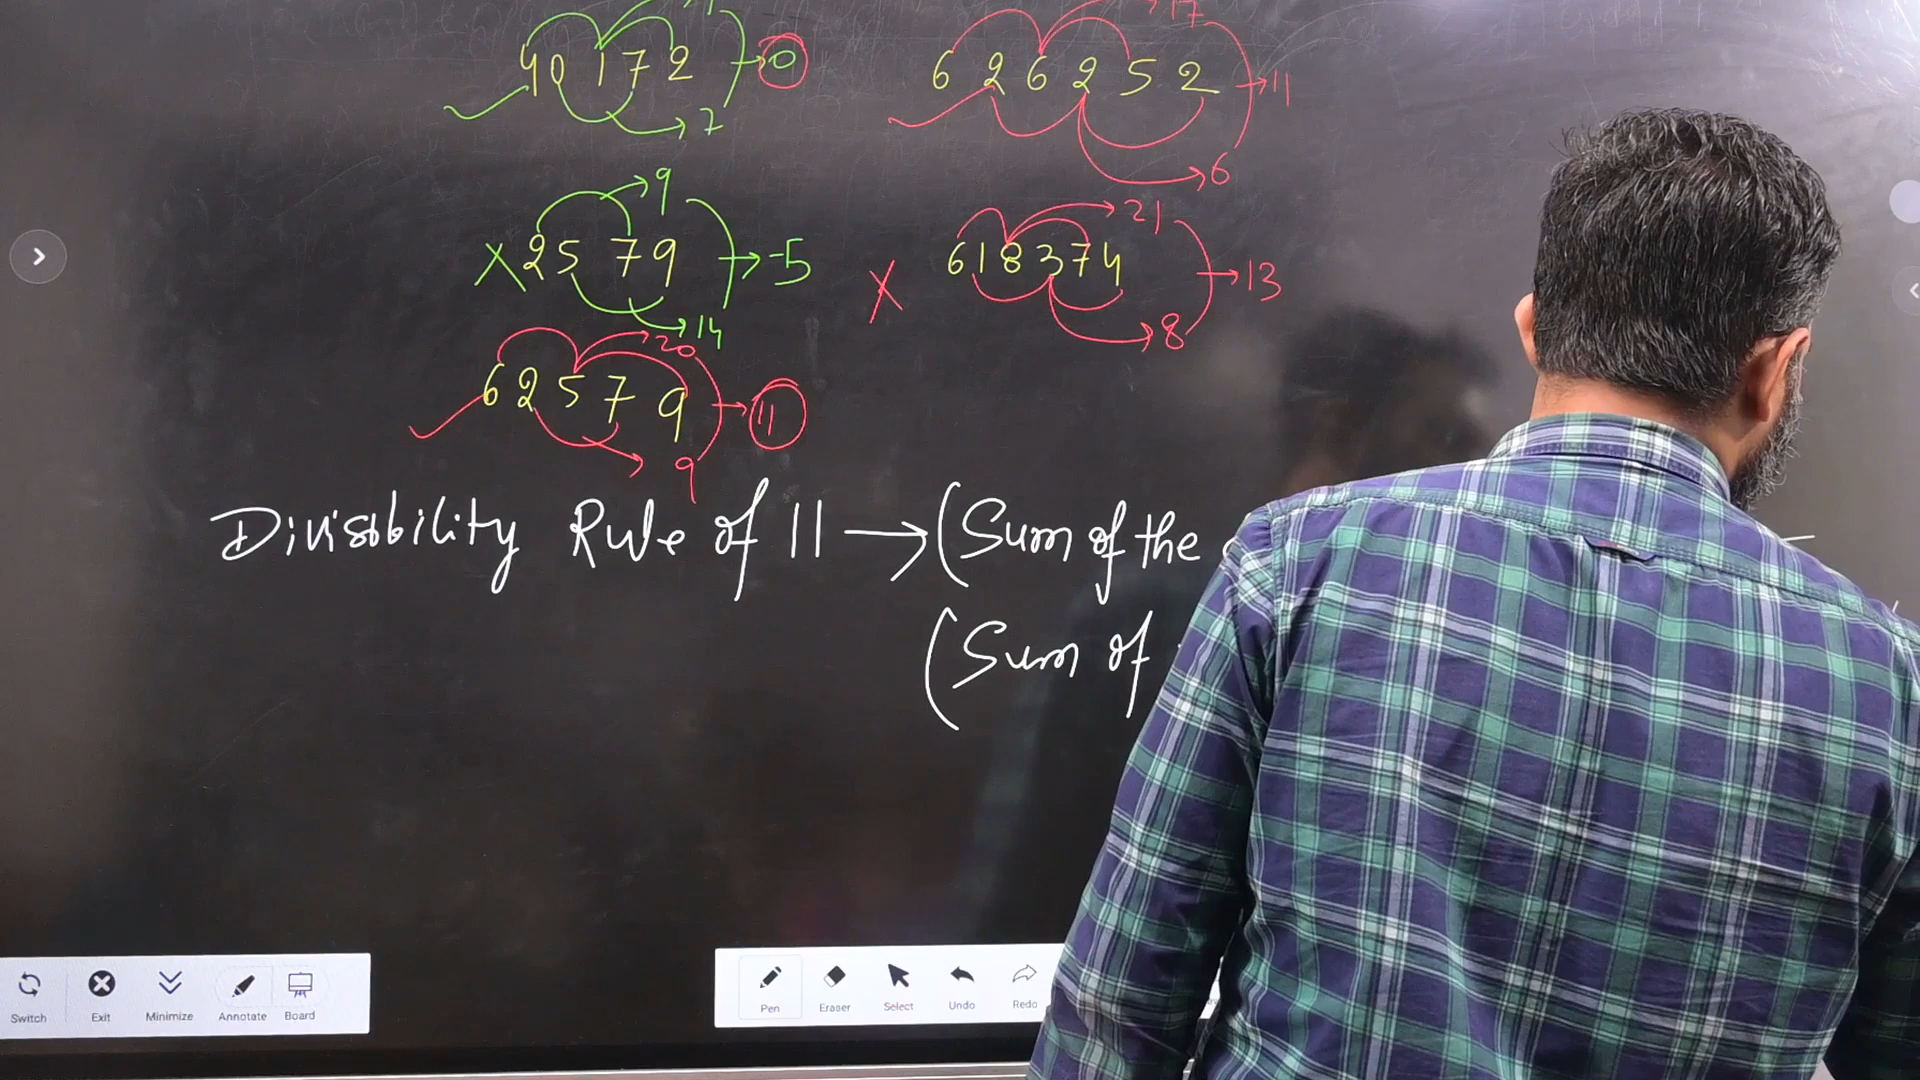 17
40172 → 0
7
626252 → 11
6
9
× 2579 → -5
14
21
× 618374 → 13
8
20
62579 → 11
9
Divisibility Rule of 11 → (Sum of the
(Sum of
Switch Exit Minimize Annotate Board
Pen Eraser Select Undo Redo